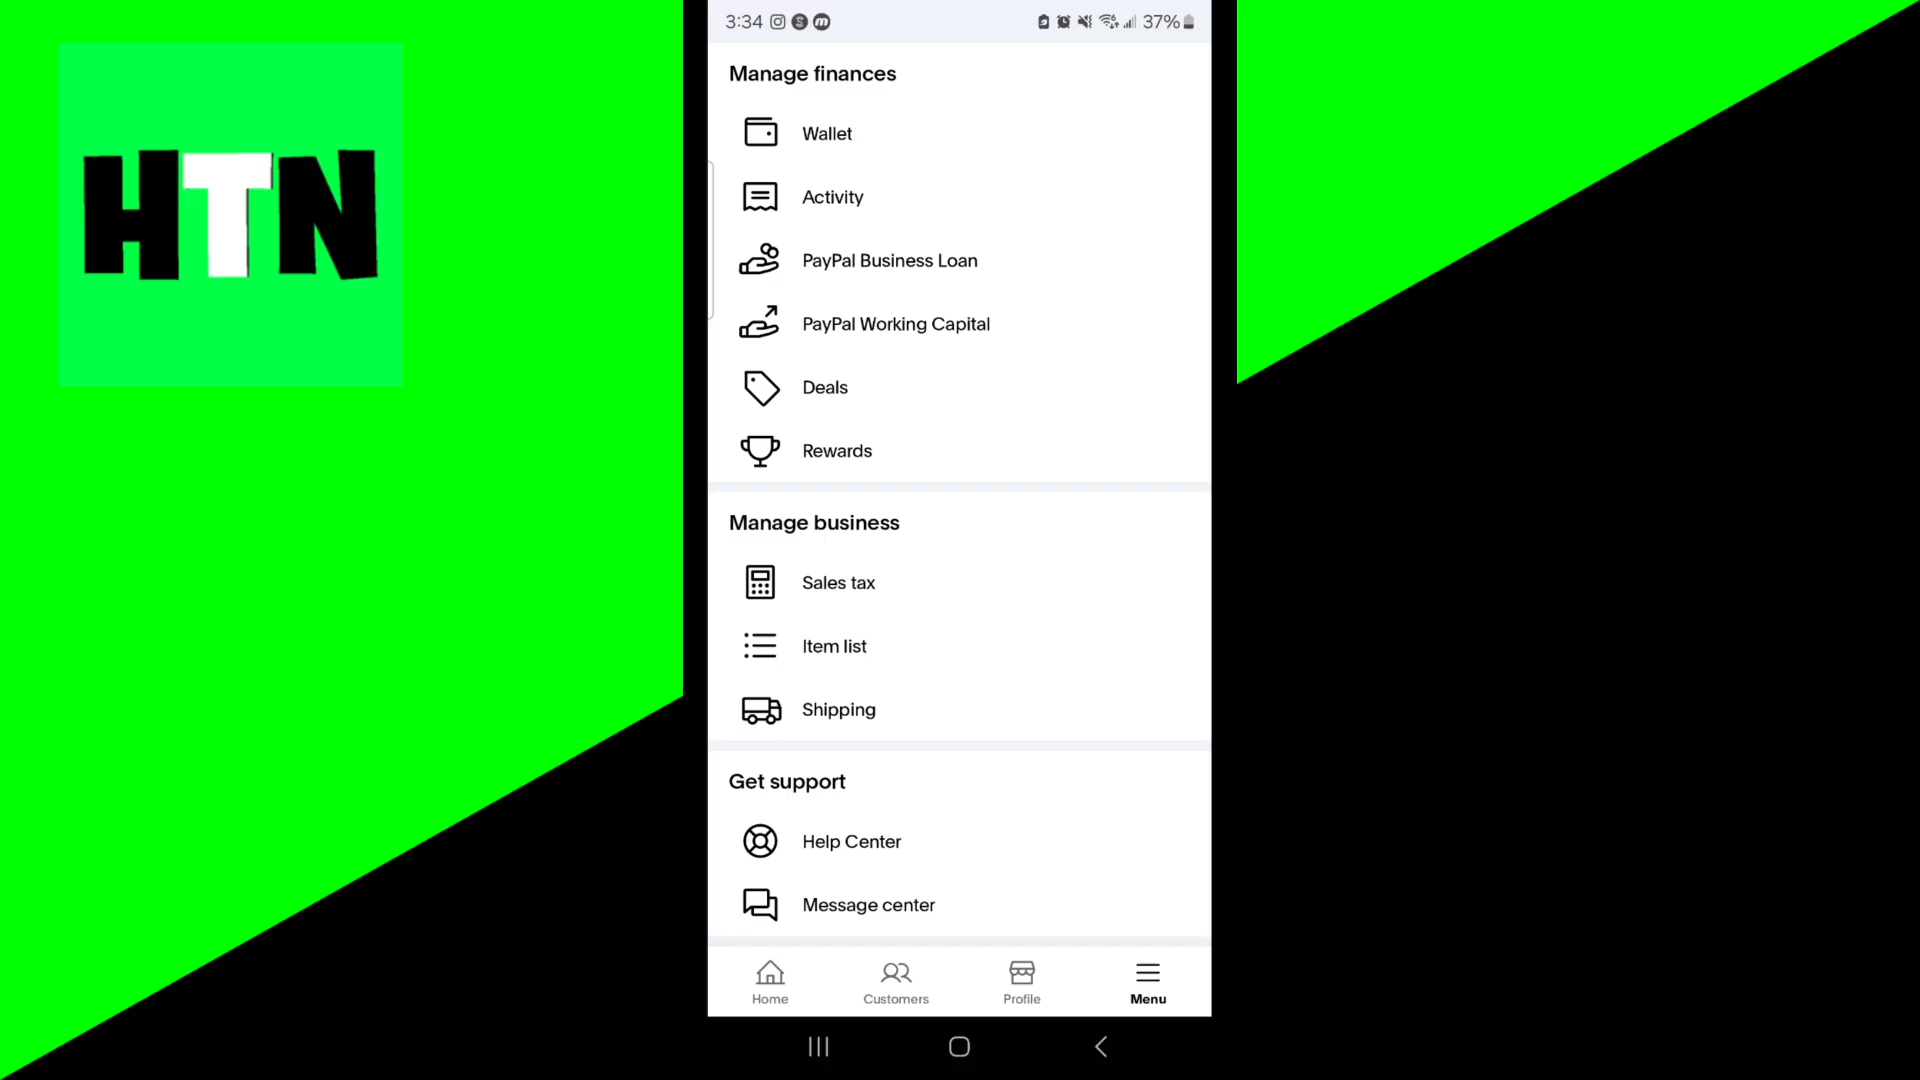 HTN
3:34
37%
Manage finances
Wallet
Activity
PayPal Business Loan
PayPal Working Capital
Deals
Rewards
Manage business
Sales tax
Item list
Shipping
Get support
Help Center
Message center
Home Customers Profile Menu